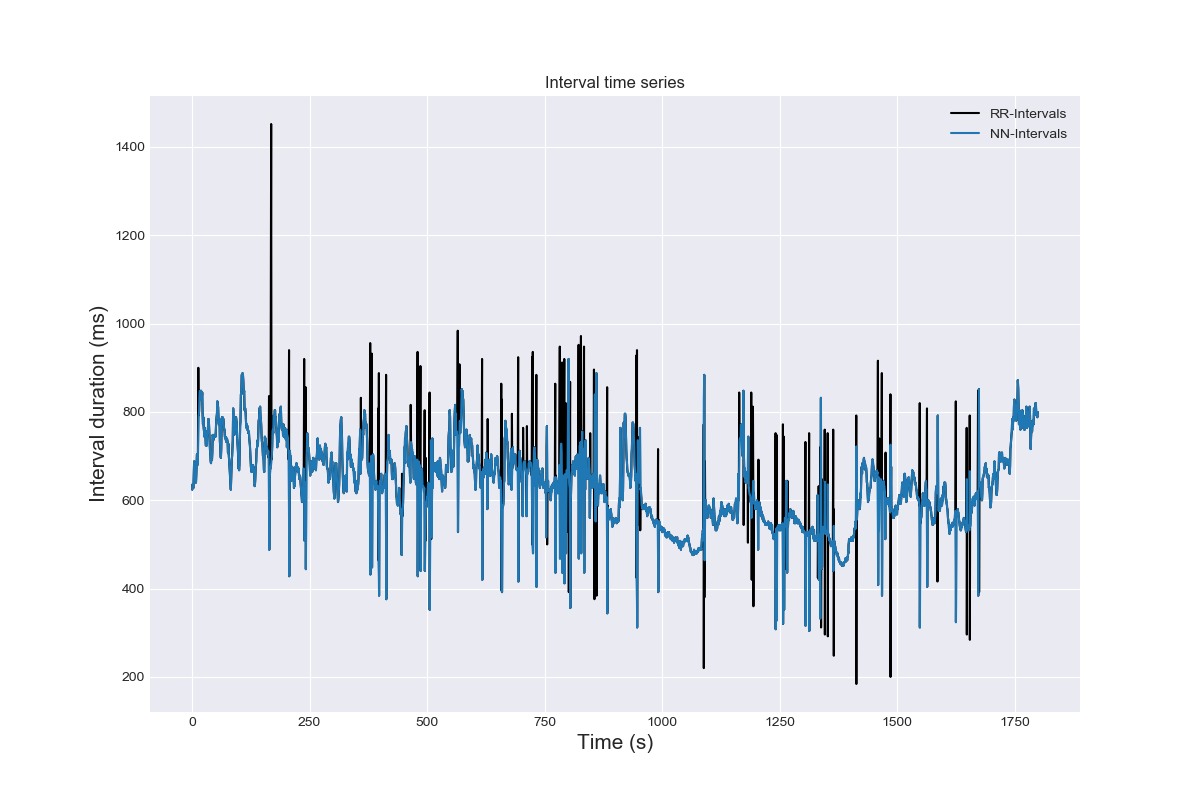 Interval time series
RR-Intervals
NN-Intervals
1400
1200
1000
800
600
400
200
Interval duration (ms)
0 250 500 750 1000 1250 1500 1750
Time (s)